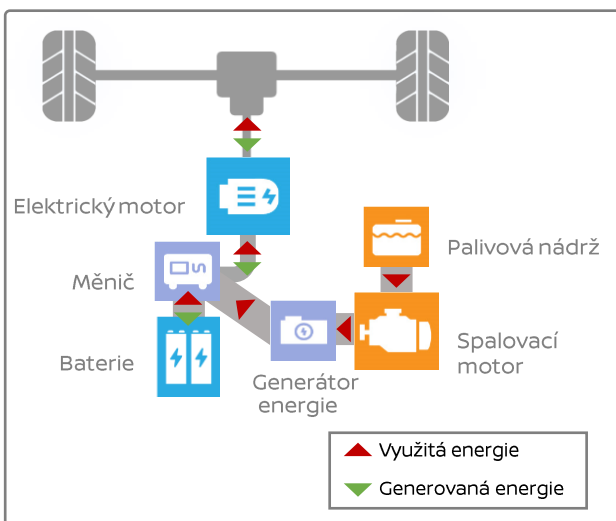 Elektrický motor
Palivová nádrž
Měnič
Baterie
Spalovací
motor
Generátor
energie
Využitá energie
Generovaná energie